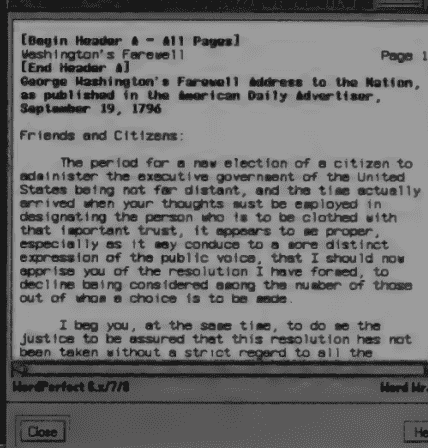 [Begin Header A - All Pages]
Washington's Farewell Page 1
[End Header A]
George Washington's Farewell Address to the Nation,
as published in the American Daily Advertiser,
September 19, 1796
Friends and Citizens:
The period for a new election of a citizen to
administer the executive government of the United
States being not far distant, and the time actually
arrived when your thoughts must be employed in
designating the person who is to be clothed with
that important trust, it appears to me proper,
especially as it may conduce to a more distinct
expression of the public voice, that I should now
apprise you of the resolution I have formed, to
decline being considered among the number of those
out of whom a choice is to be made.
I beg you, at the same time, to do me the
justice to be assured that this resolution has not
been taken without a strict regard to all the
WordPerfect 6.x/7/8 Word Wr
Close He